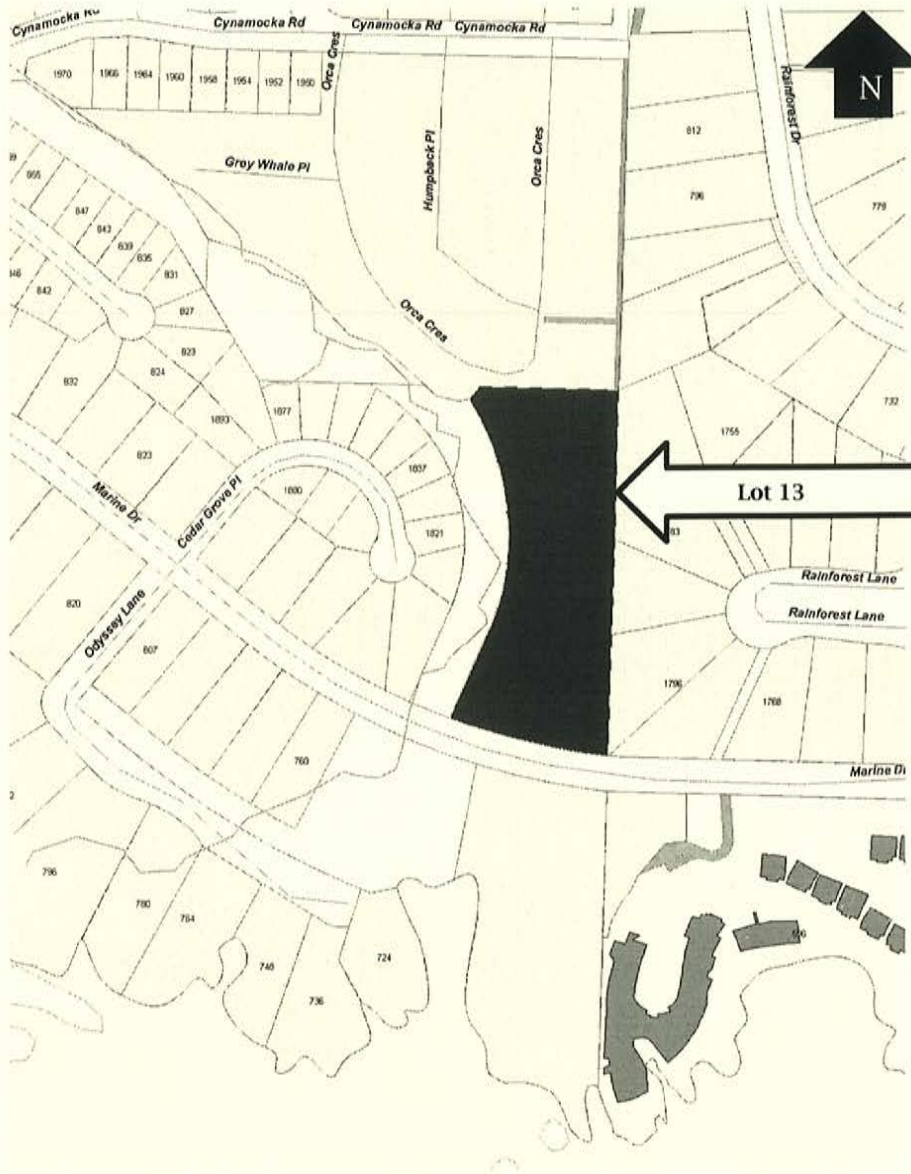 Cynamocka Rd
Cynamocka Rd
Cynamocka Rd
Cynamocka Rd
N
1970
1966
1964
1960
1958
1954
1952
1950
Orca Cres
Rainforest Dr
812
Grey Whale Pl
Humpback Pl
Orca Cres
796
779
847
843
839
835
831
842
827
Orca Cres
823
824
832
1893
1877
732
1755
823
1837
1880
Lot 13
Marine Dr
Cedar Grove Pl
1821
83
Rainforest Lane
820
Odyssey Lane
Rainforest Lane
807
1796
1768
760
Marine Dr
2
796
780
764
748
736
724